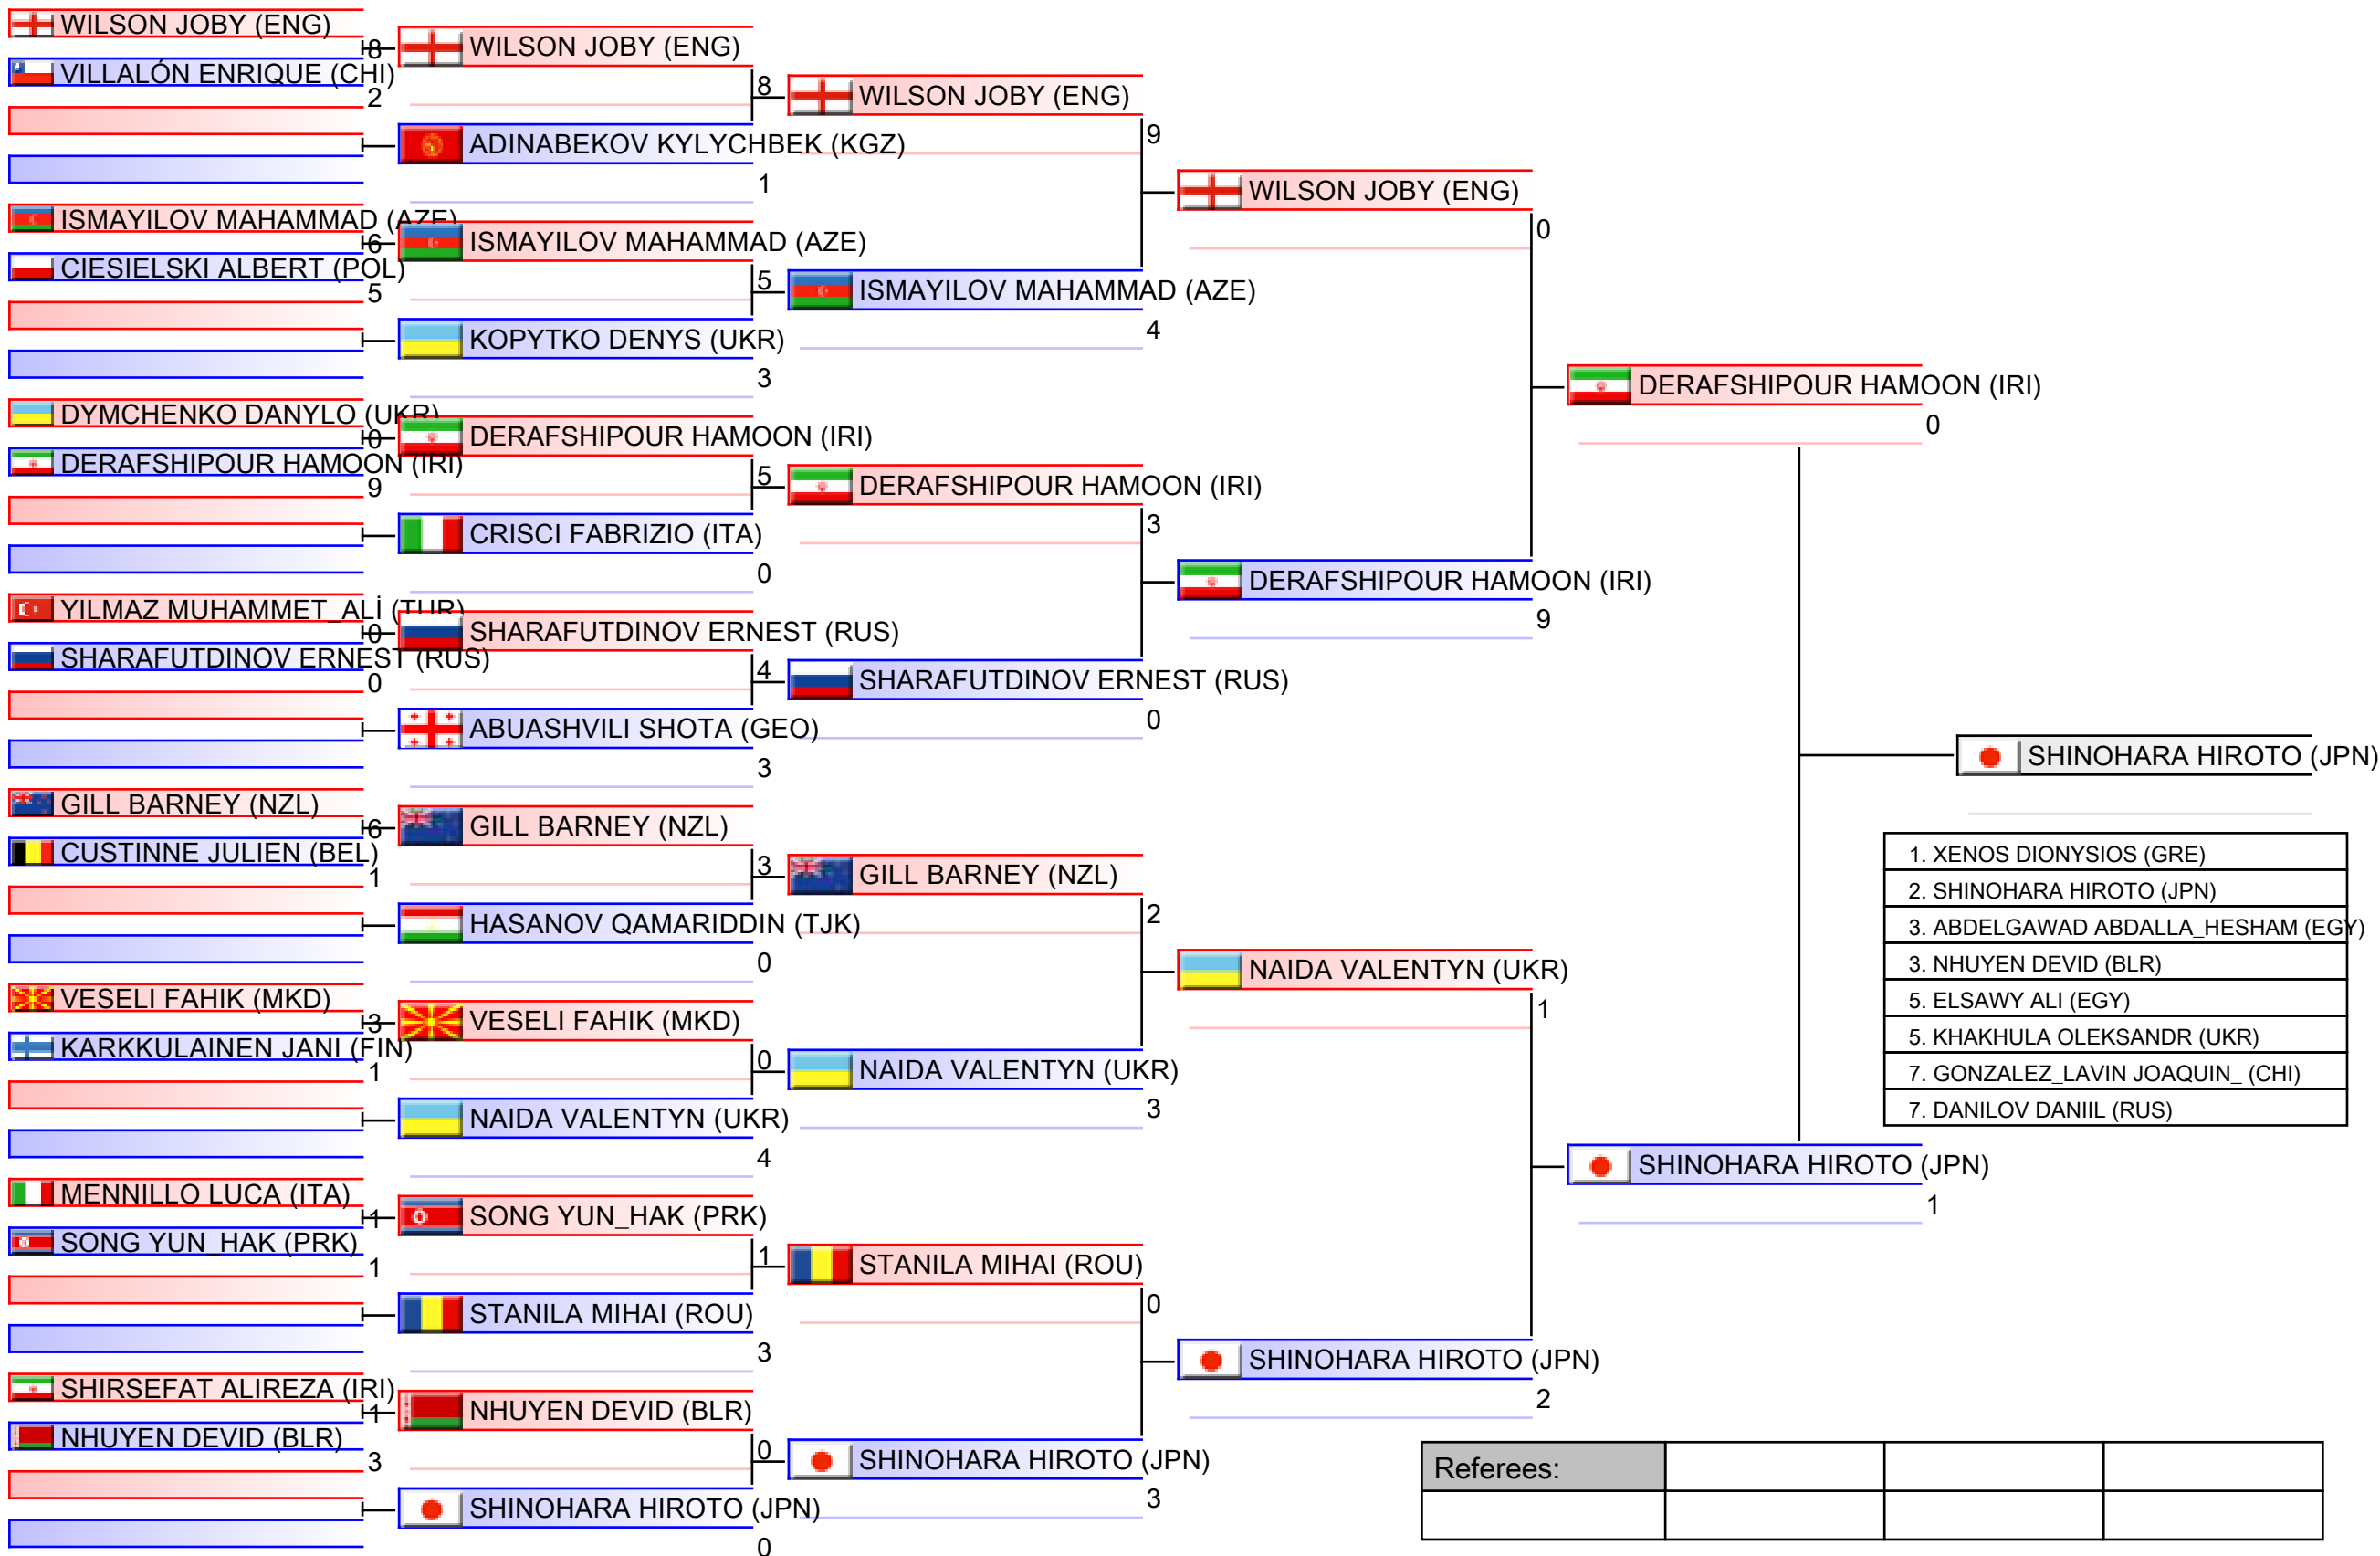 WILSON JOBY (ENG)
8
VILLALÓN ENRIQUE (CHI)
2
ISMAYILOV MAHAMMAD (AZE)
6
CIESIELSKI ALBERT (POL)
5
DYMCHENKO DANYLO (UKR)
0
DERAFSHIPOUR HAMOON (IRI)
9
YILMAZ MUHAMMET_ALİ (TUR)
0
SHARAFUTDINOV ERNEST (RUS)
0
GILL BARNEY (NZL)
6
CUSTINNE JULIEN (BEL)
1
VESELI FAHIK (MKD)
3
KARKKULAINEN JANI (FIN)
1
MENNILLO LUCA (ITA)
1
SONG YUN_HAK (PRK)
1
SHIRSEFAT ALIREZA (IRI)
1
NHUYEN DEVID (BLR)
3
WILSON JOBY (ENG)
8
ADINABEKOV KYLYCHBEK (KGZ)
1
ISMAYILOV MAHAMMAD (AZE)
5
KOPYTKO DENYS (UKR)
3
DERAFSHIPOUR HAMOON (IRI)
5
CRISCI FABRIZIO (ITA)
0
SHARAFUTDINOV ERNEST (RUS)
4
ABUASHVILI SHOTA (GEO)
3
GILL BARNEY (NZL)
3
HASANOV QAMARIDDIN (TJK)
0
VESELI FAHIK (MKD)
0
NAIDA VALENTYN (UKR)
4
SONG YUN_HAK (PRK)
1
STANILA MIHAI (ROU)
3
NHUYEN DEVID (BLR)
0
SHINOHARA HIROTO (JPN)
0
WILSON JOBY (ENG)
9
ISMAYILOV MAHAMMAD (AZE)
4
DERAFSHIPOUR HAMOON (IRI)
3
SHARAFUTDINOV ERNEST (RUS)
0
GILL BARNEY (NZL)
2
NAIDA VALENTYN (UKR)
3
STANILA MIHAI (ROU)
0
SHINOHARA HIROTO (JPN)
3
WILSON JOBY (ENG)
0
DERAFSHIPOUR HAMOON (IRI)
9
NAIDA VALENTYN (UKR)
1
SHINOHARA HIROTO (JPN)
2
DERAFSHIPOUR HAMOON (IRI)
0
SHINOHARA HIROTO (JPN)
1
SHINOHARA HIROTO (JPN)
1. XENOS DIONYSIOS (GRE)
2. SHINOHARA HIROTO (JPN)
3. ABDELGAWAD ABDALLA_HESHAM (EGY)
3. NHUYEN DEVID (BLR)
5. ELSAWY ALI (EGY)
5. KHAKHULA OLEKSANDR (UKR)
7. GONZALEZ_LAVIN JOAQUIN_ (CHI)
7. DANILOV DANIIL (RUS)
Referees: